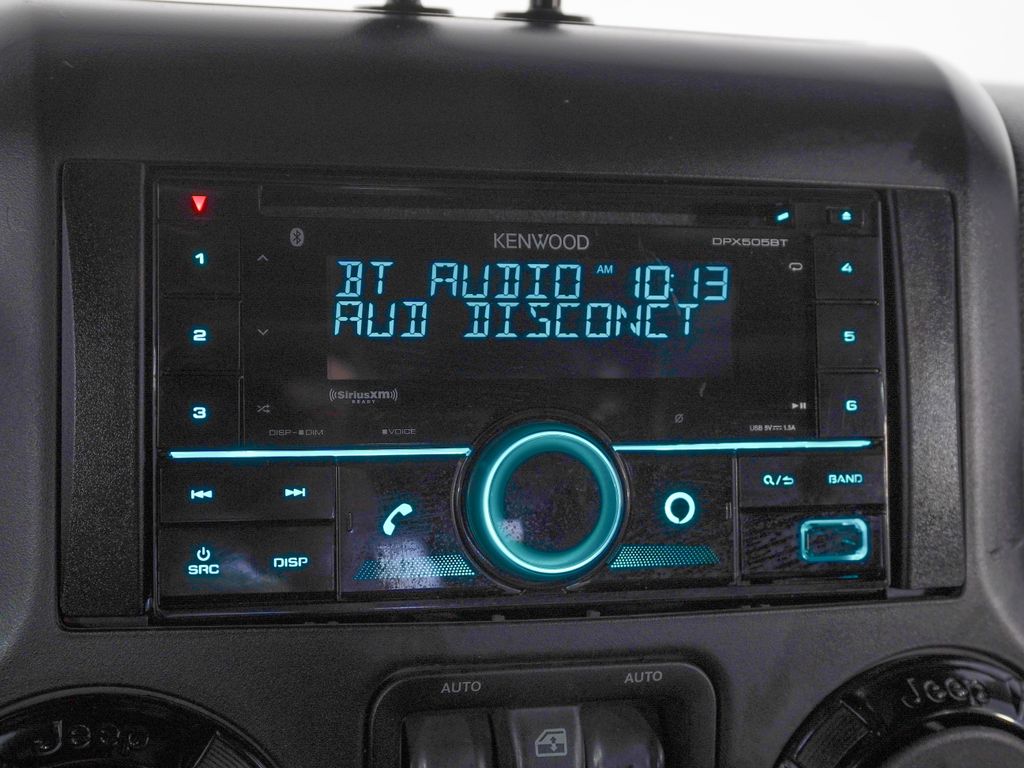 KENWOOD
DPX505BT
1
BT AUDIO AM 10:13
4
AUD DISCONCT
2
5
3
((SiriusXM))
READY
6
DISP-■DIM
■VOICE
USB 5V 1.5A
BAND
SRC
DISP
AUTO
AUTO
Jeep
Jeep